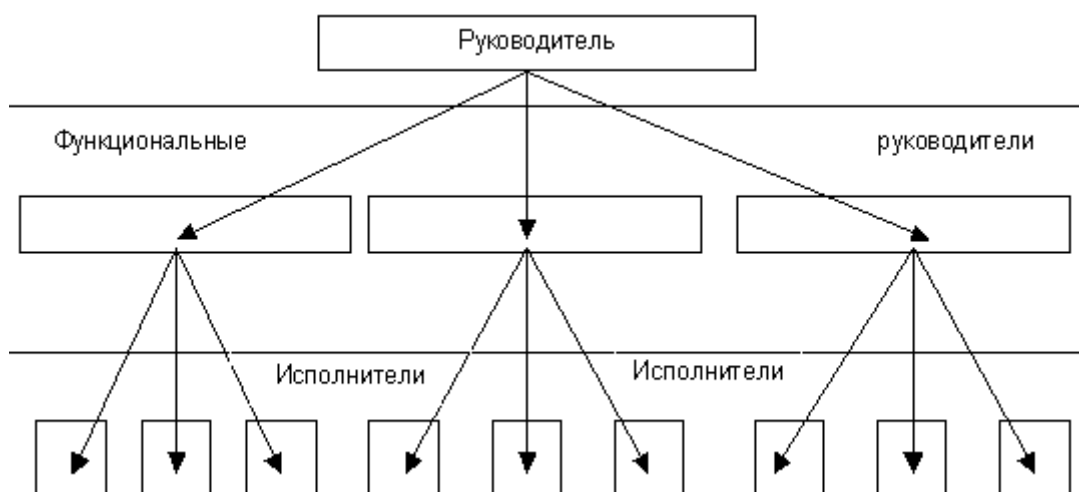 Руководитель
Функциональные руководители
Исполнители Исполнители